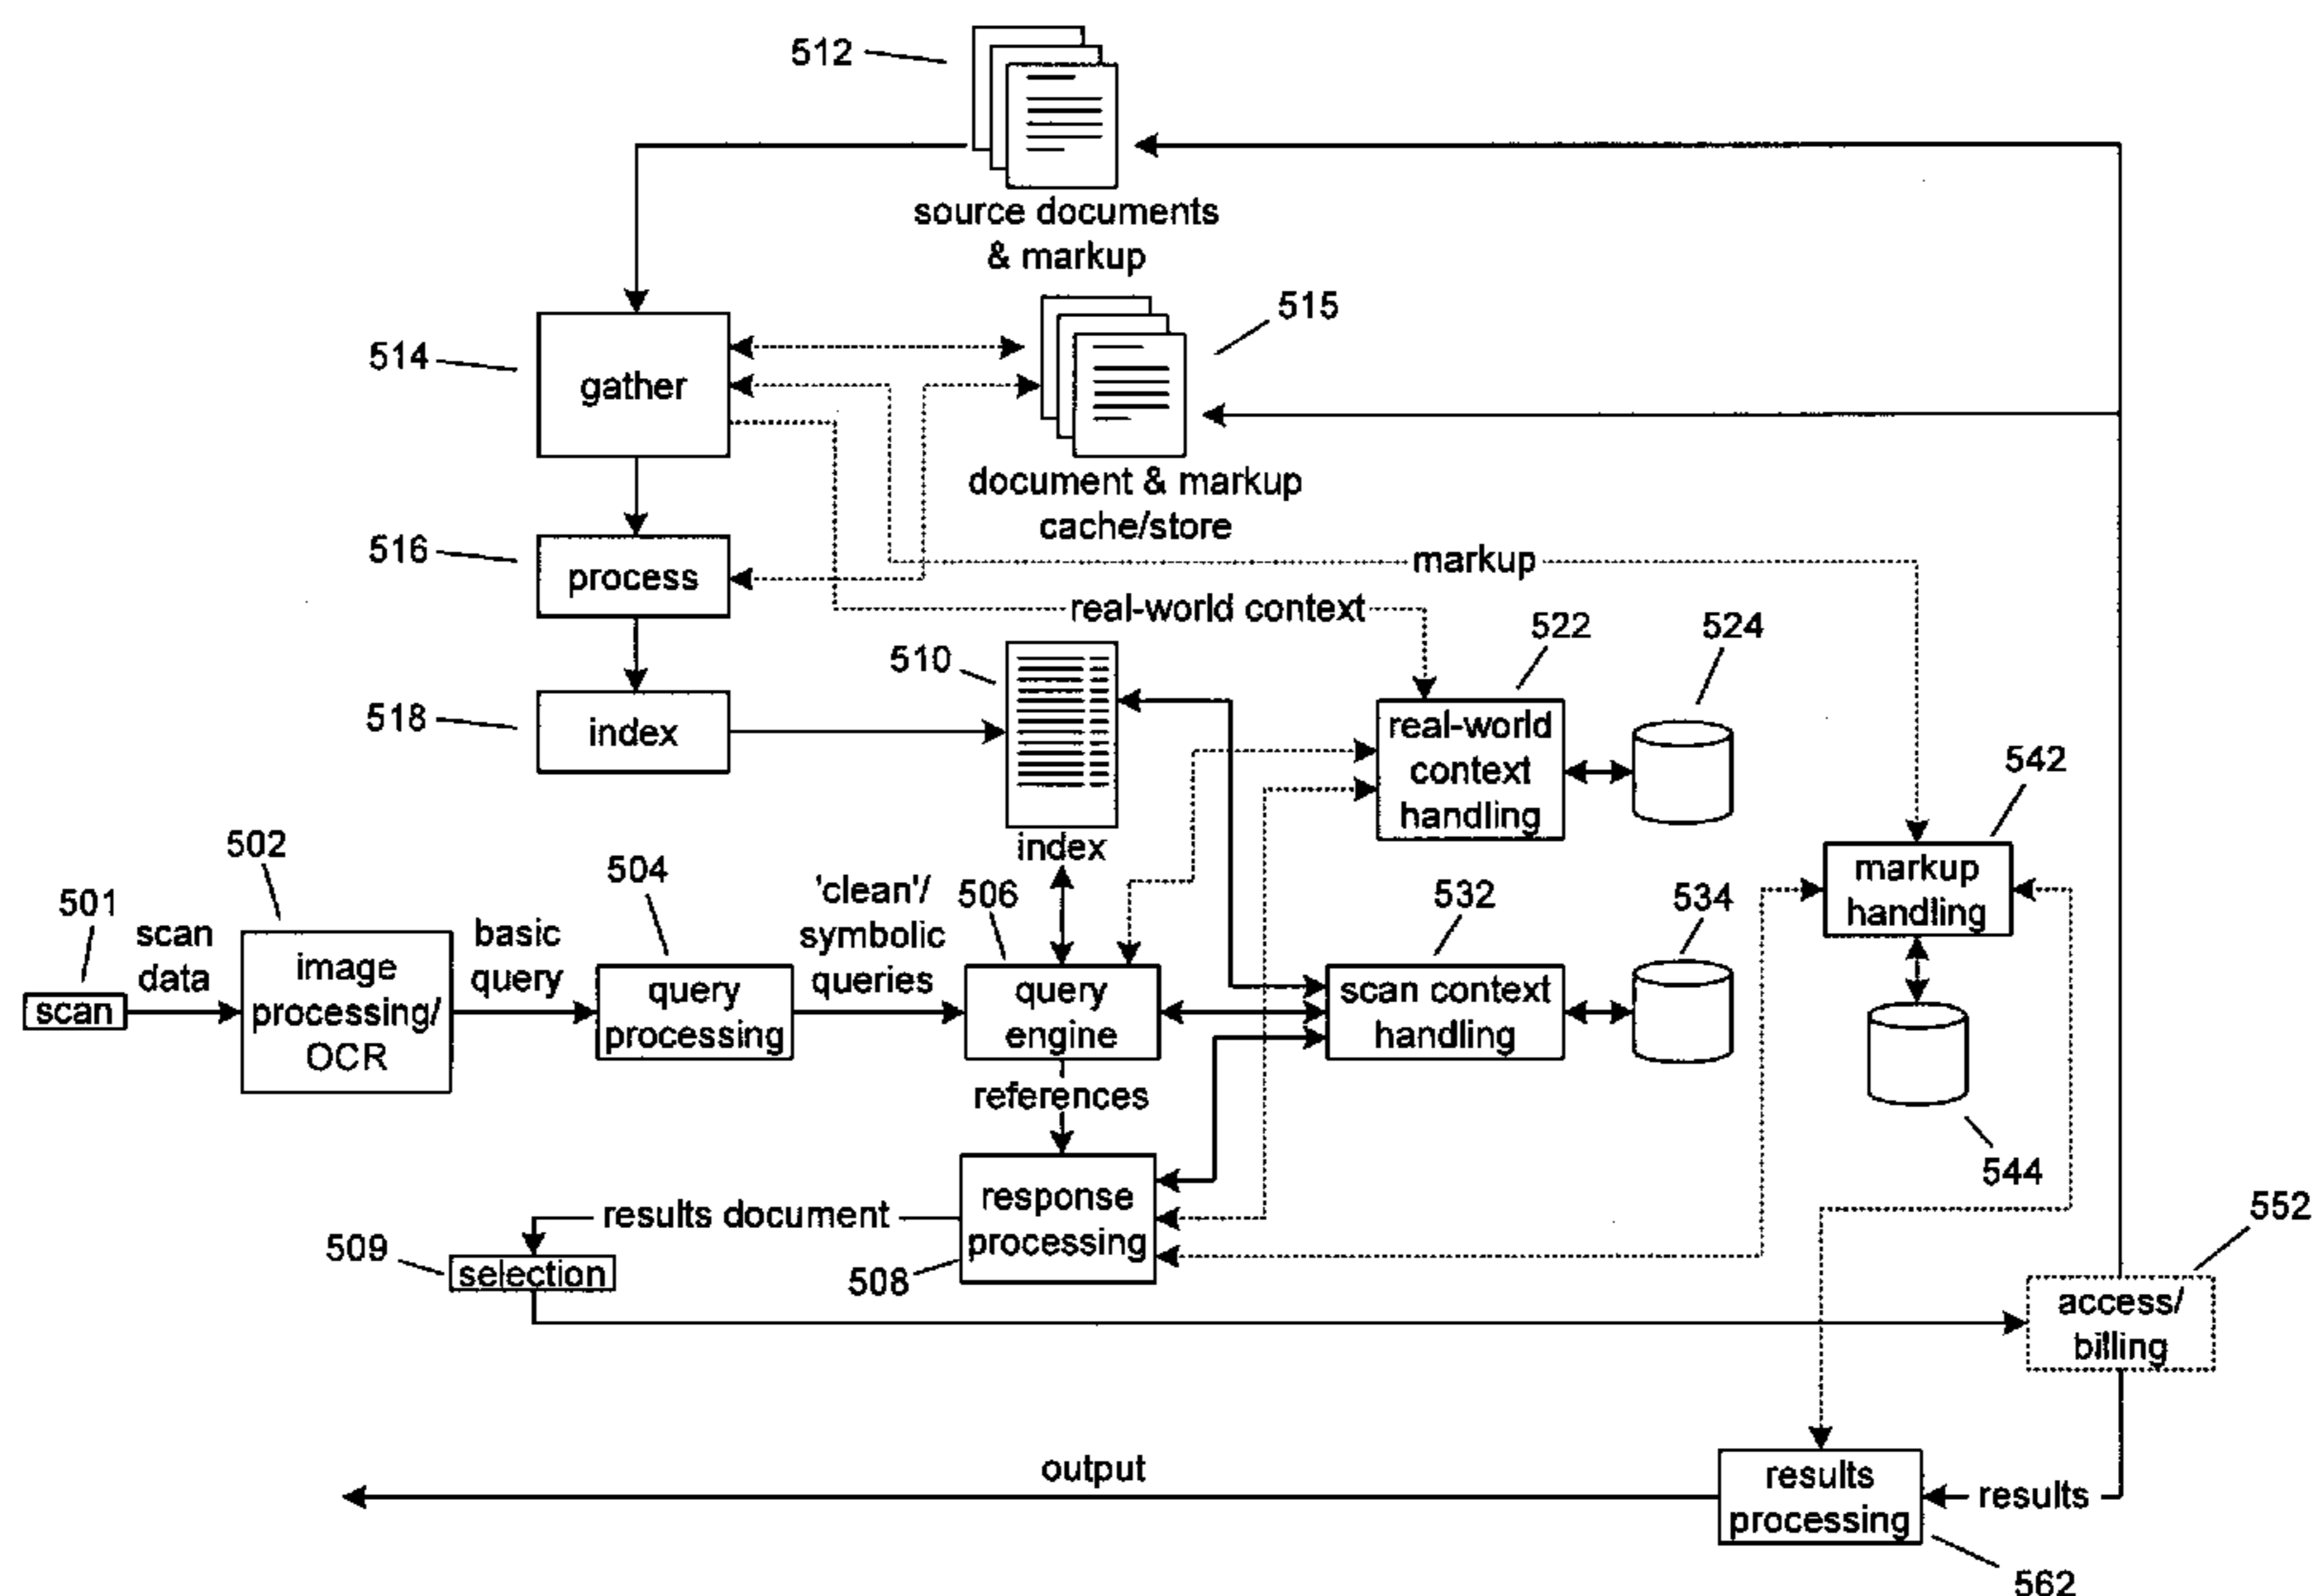 512
source documents
& markup
515
514
gather
document & markup
cache/store
516
process
markup
real-world context
522
524
510
518
index
real-world
context
handling
542
502
index
markup
handling
504
'clean'/
symbolic
queries
506
532
534
501
scan
data
basic
query
scan
image
processing/
OCR
query
processing
query
engine
scan context
handling
references
544
552
response
processing
results document
509
selection
508
access/
billing
output
results
processing
results
562